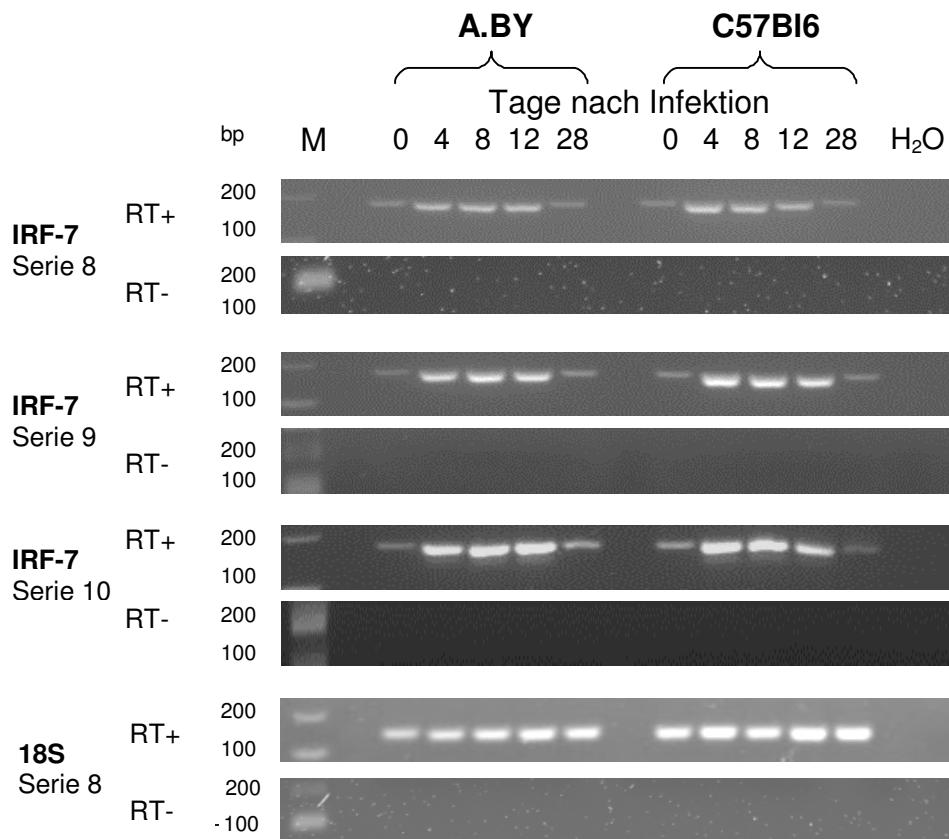 A.BY C57Bl6
Tage nach Infektion
bp M 0 4 8 12 28 0 4 8 12 28 H₂O
200
RT+
IRF-7
100
Serie 8
200
RT-
100
200
RT+
IRF-7
100
Serie 9
200
RT-
100
RT+ 200
IRF-7
100
Serie 10
RT- 200
100
200
RT+
18S
100
Serie 8
200
RT-
-100